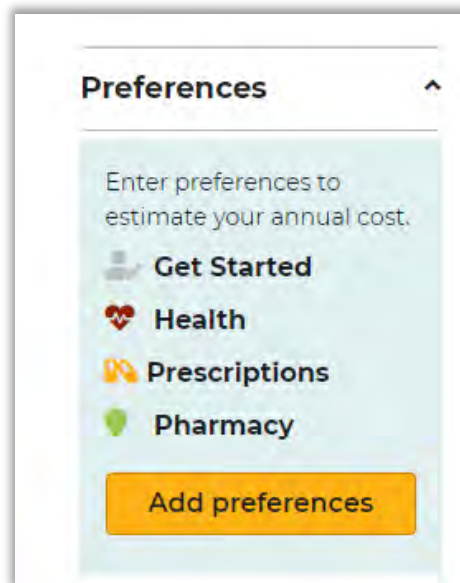 Preferences
Enter preferences to
estimate your annual cost.
Get Started
Health
Prescriptions
Pharmacy
Add preferences